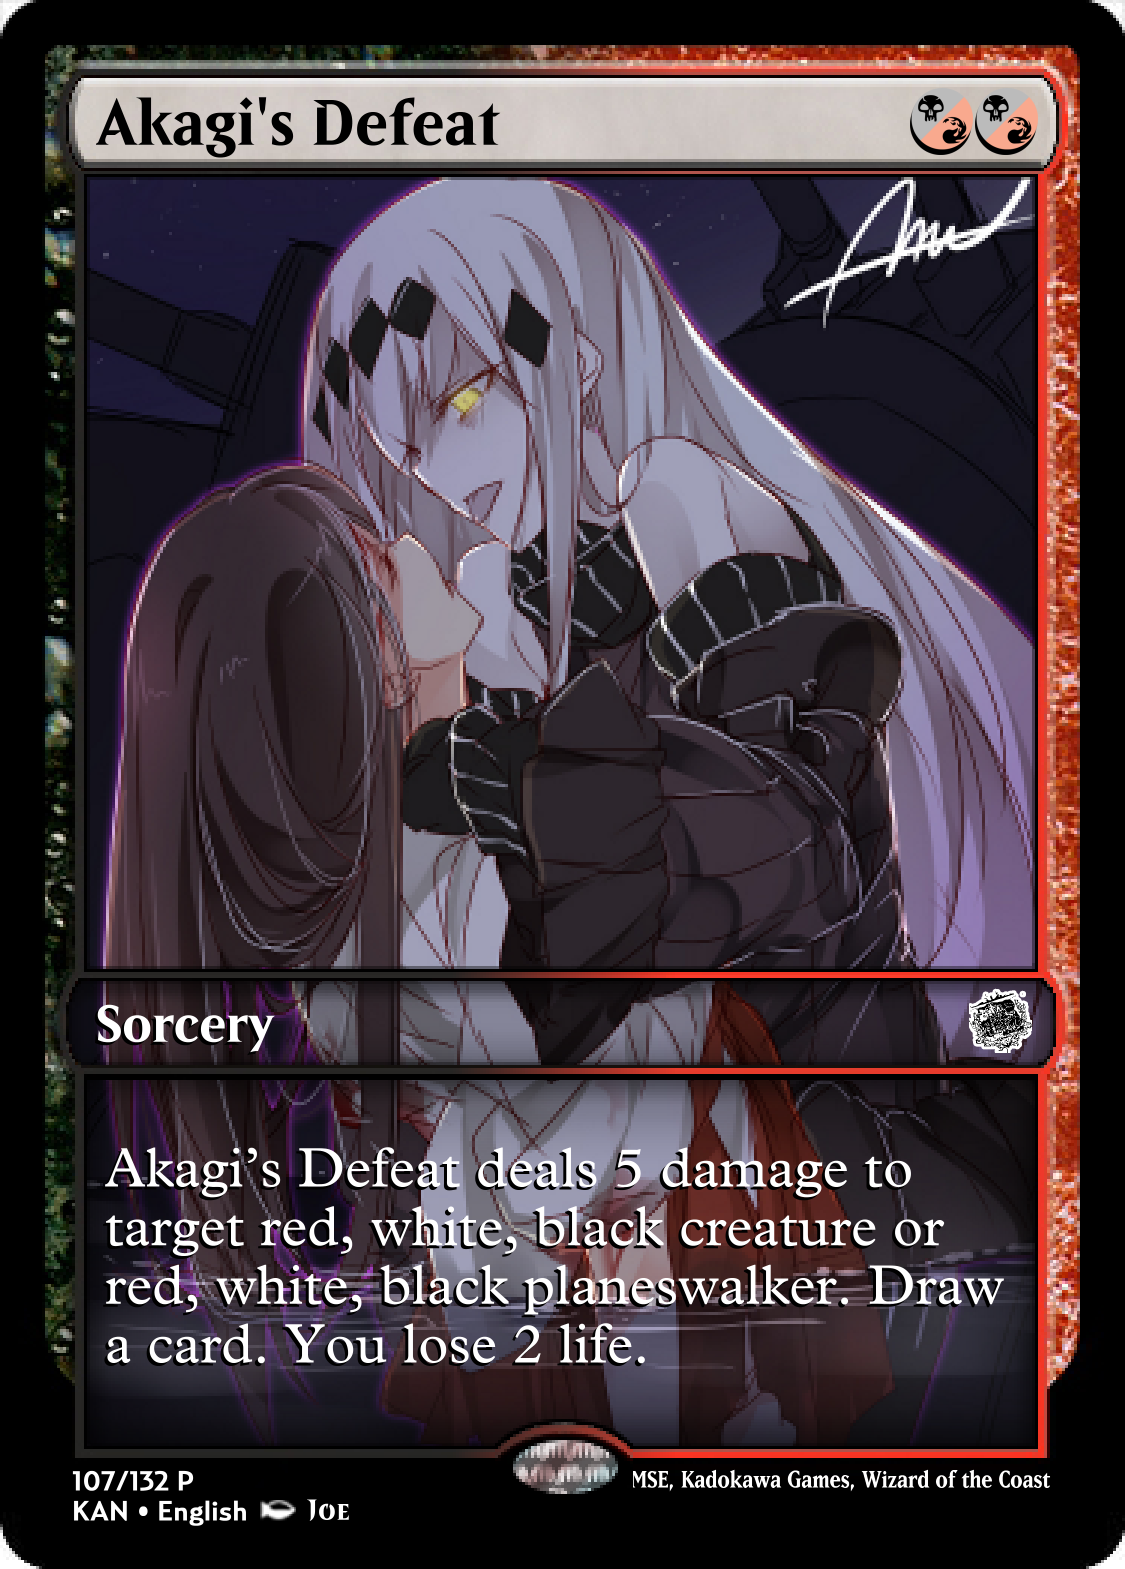 Akagi's Defeat
Sorcery
Akagi's Defeat deals 5 damage to
target red, white, black creature or
red, white, black planeswalker. Draw
a card. You lose 2 life.
107/132 P
MSE, Kadokawa Games, Wizard of the Coast
KAN • English Joe